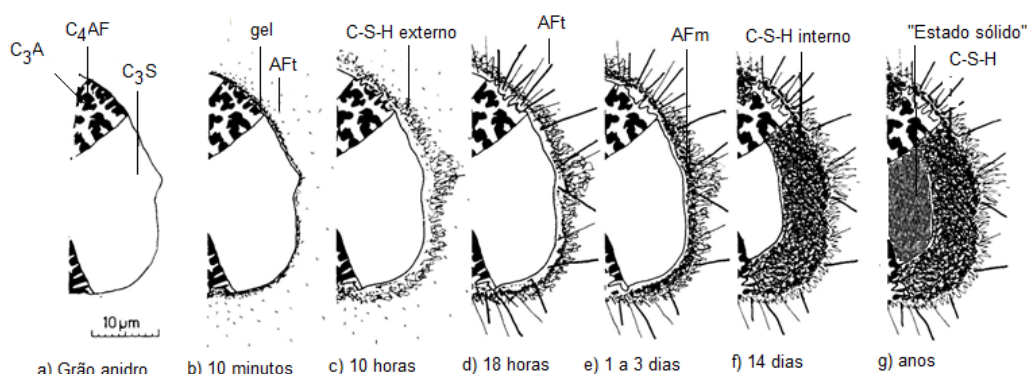 C₄AF
C₃A
C₃S
gel
AFt
C-S-H externo
AFt
AFm
C-S-H interno
"Estado sólido"
C-S-H
10 µm
a) Grão anidro
b) 10 minutos
c) 10 horas
d) 18 horas
e) 1 a 3 dias
f) 14 dias
g) anos